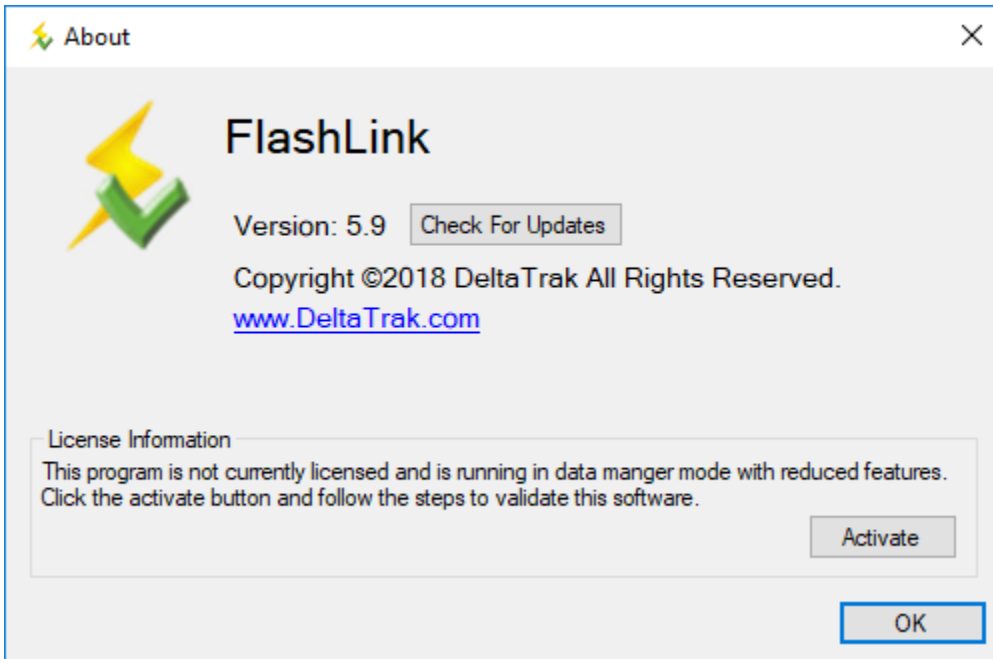 About
FlashLink
Version: 5.9 Check For Updates
Copyright ©2018 DeltaTrak All Rights Reserved.
www.DeltaTrak.com
License Information
This program is not currently licensed and is running in data manger mode with reduced features.
Click the activate button and follow the steps to validate this software.
Activate
OK